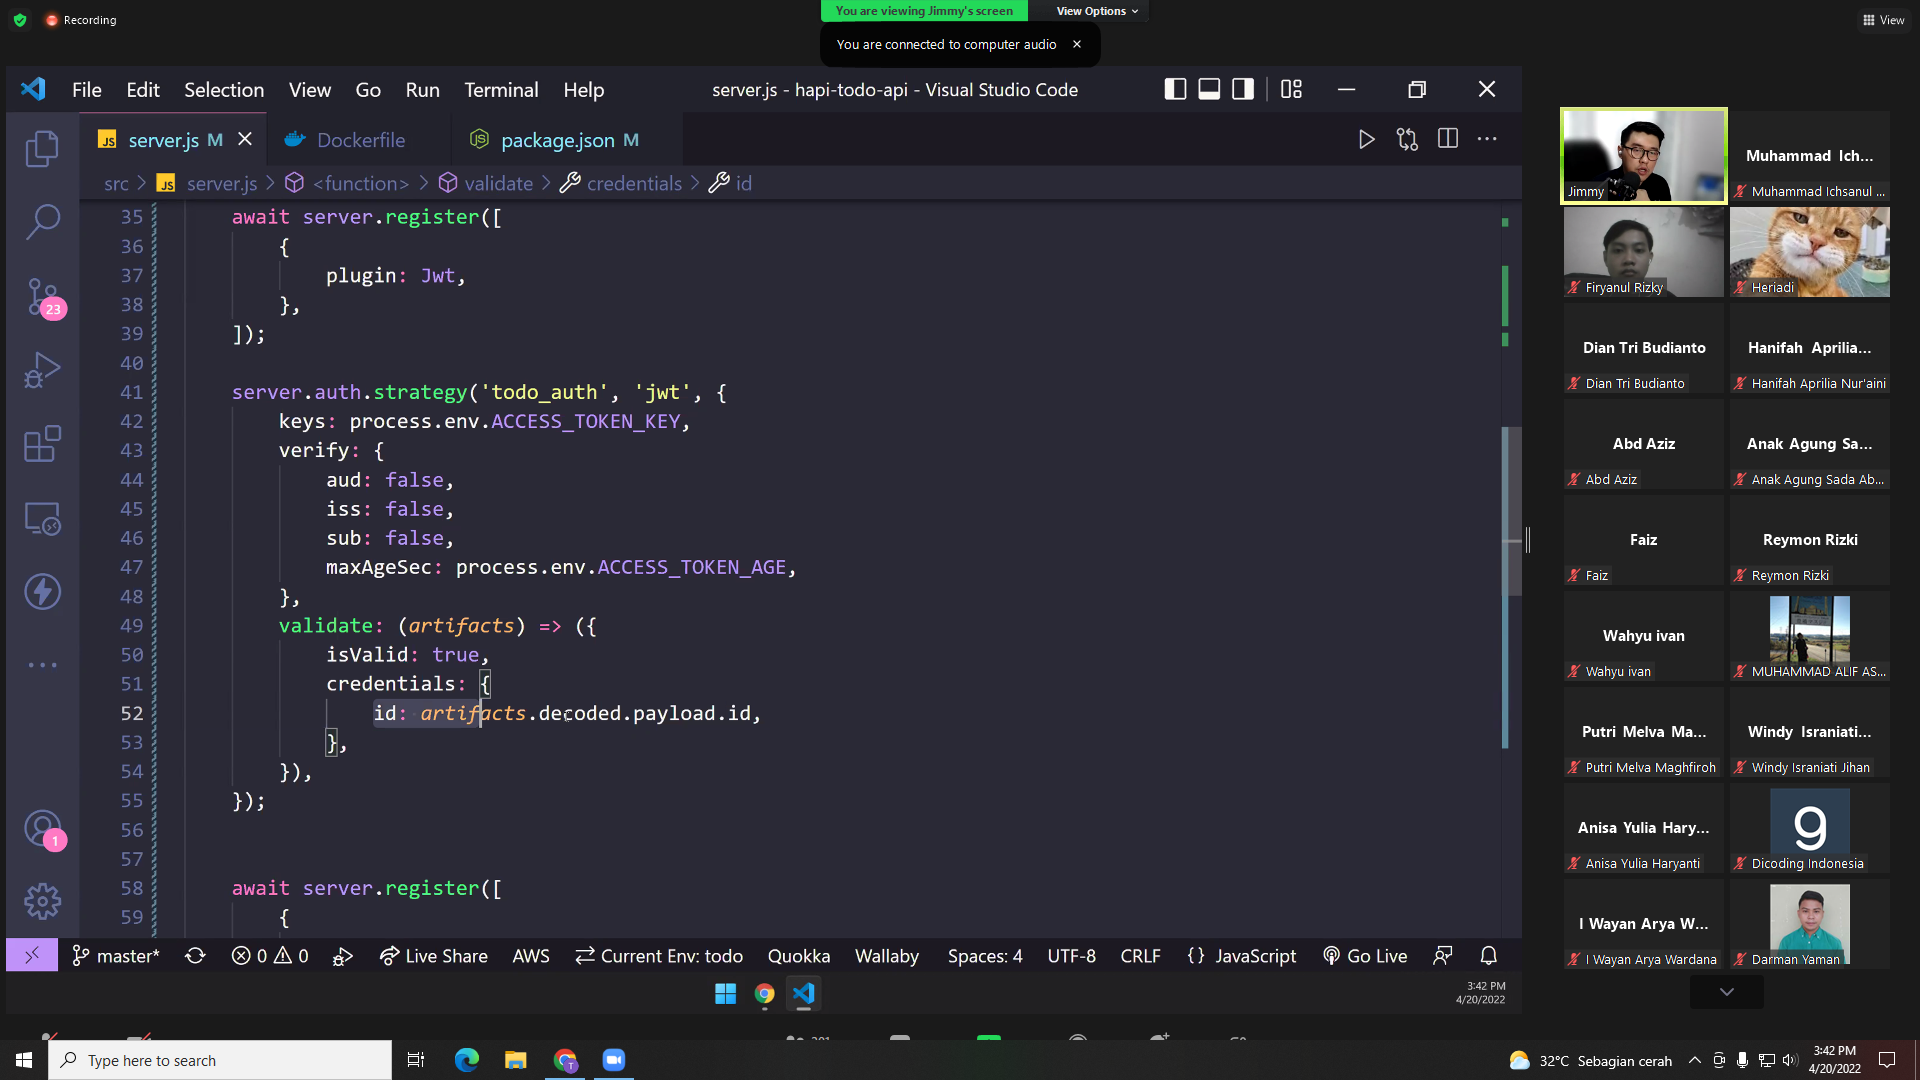 Recording
You are viewing Jimmy's screen
View Options
View
You are connected to computer audio
File Edit Selection View Go Run Terminal Help
server.js - hapi-todo-api - Visual Studio Code
server.js M
Dockerfile
package.json M
src > server.js > <function> > validate > credentials > id
35 await server.register([
36 {
37 plugin: Jwt,
38 },
39 ]);
40
41 server.auth.strategy('todo_auth', 'jwt', {
42 keys: process.env.ACCESS_TOKEN_KEY,
43 verify: {
44 aud: false,
45 iss: false,
46 sub: false,
47 maxAgeSec: process.env.ACCESS_TOKEN_AGE,
48 },
49 validate: (artifacts) => ({
50 isValid: true,
51 credentials: {
52 id: artifacts.decoded.payload.id,
53 },
54 }),
55 });
56
57
58 await server.register([
59 {
23
1
master* 0 0 Live Share AWS Current Env: todo Quokka Wallaby Spaces: 4 UTF-8 CRLF {} JavaScript Go Live
3:42 PM
4/20/2022
Jimmy
Muhammad Ich...
Muhammad Ichsanul ...
Firyanul Rizky
Heriadi
Dian Tri Budianto
Dian Tri Budianto
Hanifah Aprilia...
Hanifah Aprilia Nur'aini
Abd Aziz
Abd Aziz
Anak Agung Sa...
Anak Agung Sada Ab...
Faiz
Faiz
Reymon Rizki
Reymon Rizki
Wahyu ivan
Wahyu ivan
MUHAMMAD ALIF AS...
Putri Melva Ma...
Putri Melva Maghfiroh
Windy Israniati...
Windy Israniati Jihan
Anisa Yulia Hary...
Anisa Yulia Haryanti
9
Dicoding Indonesia
I Wayan Arya W...
I Wayan Arya Wardana
Darman Yaman
Type here to search
32°C Sebagian cerah
3:42 PM
4/20/2022